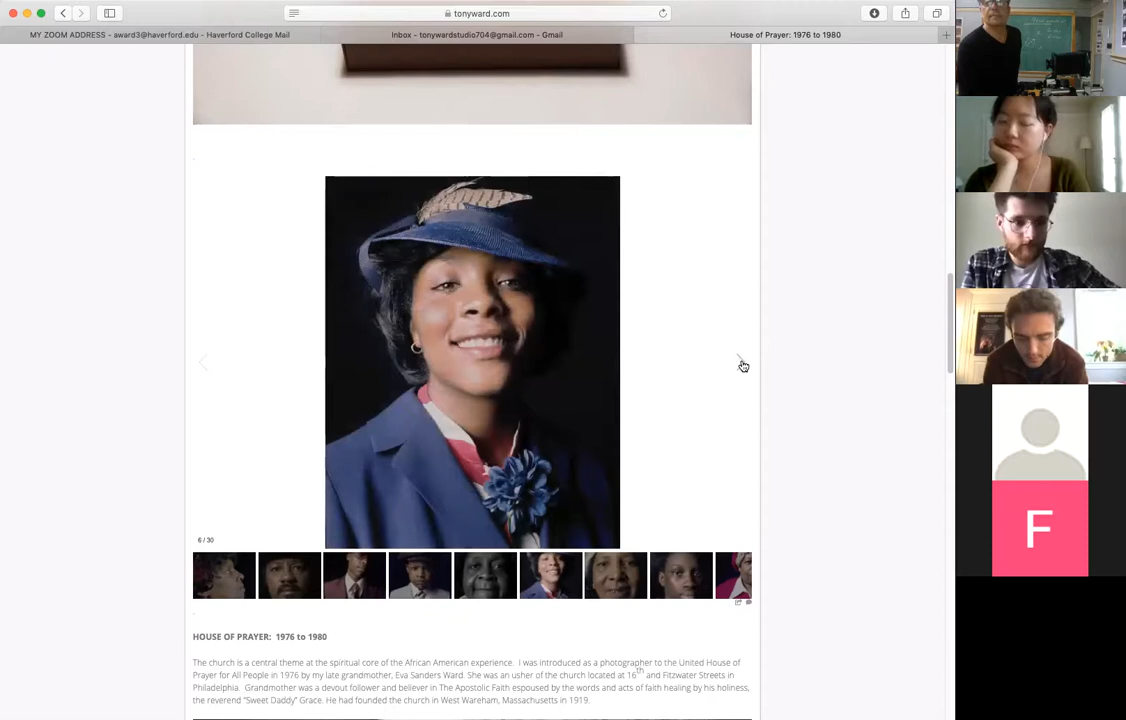 tonyward.com
MY ZOOM ADDRESS - award3@haverford.edu - Haverford College Mail
Inbox - tonywardstudio704@gmail.com - Gmail
House of Prayer: 1976 to 1980
6 / 30
HOUSE OF PRAYER:  1976 to 1980
The church is a central theme at the spiritual core of the African American experience.  I was introduced as a photographer to the United House of
Prayer for All People in 1976 by my late grandmother, Eva Sanders Ward. She was an usher of the church located at 16th and Fitzwater Streets in
Philadelphia.  Grandmother was a devout follower and believer in The Apostolic Faith espoused by the words and acts of faith healing by his holiness,
the reverend "Sweet Daddy" Grace. He had founded the church in West Wareham, Massachusetts in 1919.
F